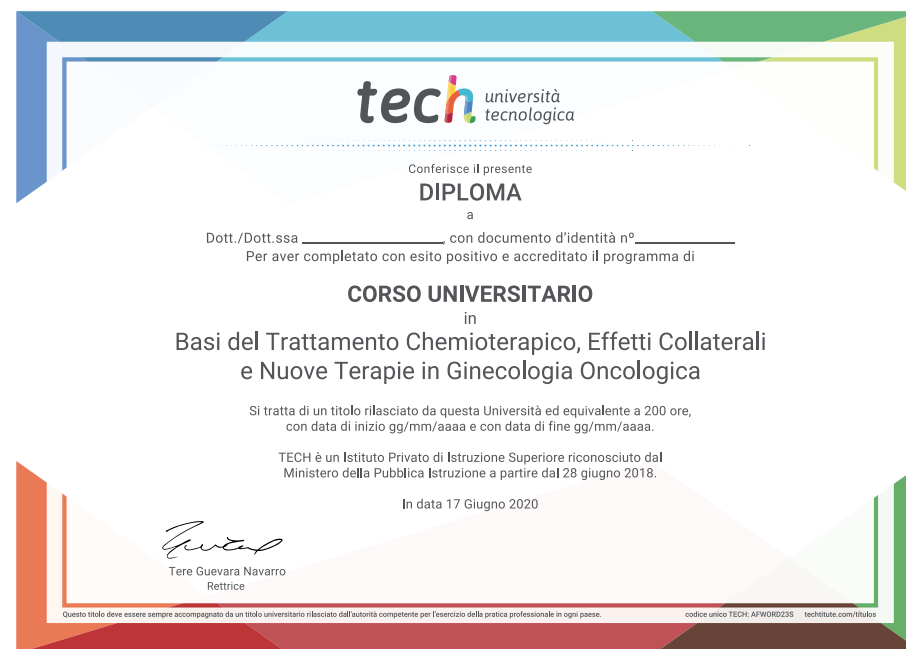 tech università
tecnologica
Conferisce il presente
DIPLOMA
a
Dott./Dott.ssa ____________________, con documento d'identità nº______________
Per aver completato con esito positivo e accreditato il programma di
CORSO UNIVERSITARIO
in
Basi del Trattamento Chemioterapico, Effetti Collaterali
e Nuove Terapie in Ginecologia Oncologica
Si tratta di un titolo rilasciato da questa Università ed equivalente a 200 ore,
con data di inizio gg/mm/aaaa e con data di fine gg/mm/aaaa.
TECH è un Istituto Privato di Istruzione Superiore riconosciuto dal
Ministero della Pubblica Istruzione a partire dal 28 giugno 2018.
In data 17 Giugno 2020
Tere Guevara Navarro
Rettrice
Questo titolo deve essere sempre accompagnato da un titolo universitario rilasciato dall'autorità competente per l'esercizio della pratica professionale in ogni paese. codice unico TECH: AFWORD23S techtitute.com/títulos